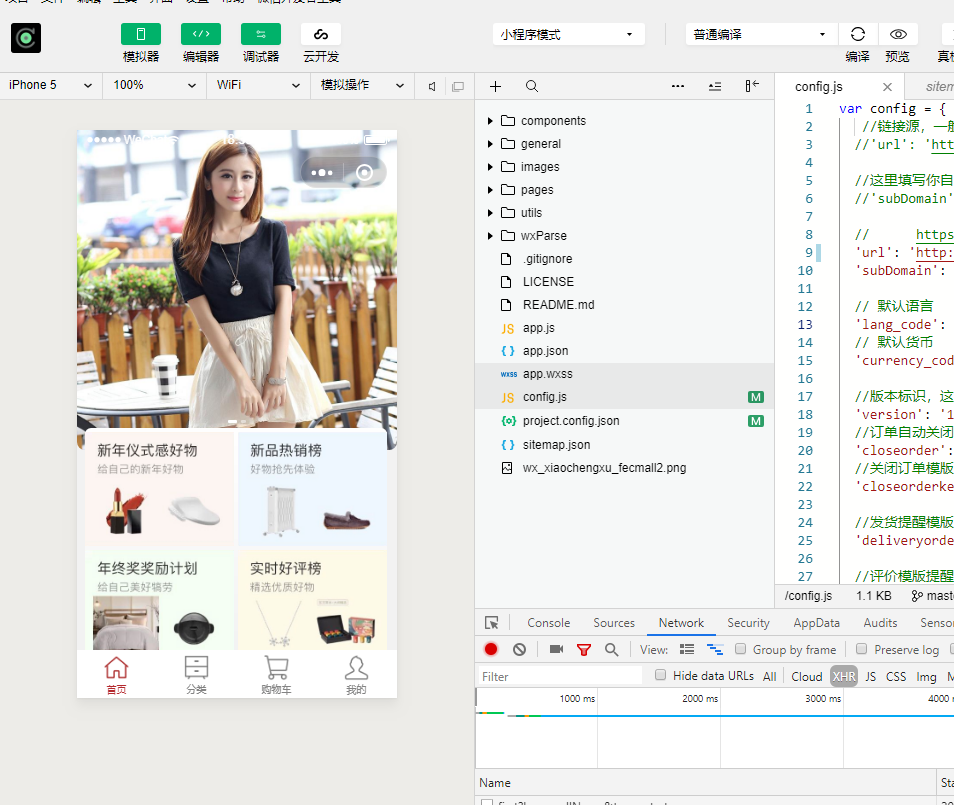 模拟器 编辑器 调试器 云开发
小程序模式
普通编译
编译 预览
iPhone 5 100% WiFi 模拟操作
新年仪式感好物
给自己的新年好物
新品热销榜
好物抢先体验
年终奖奖励计划
给自己美好犒劳
实时好评榜
精选优质好物
首页 分类 购物车 我的
components
general
images
pages
utils
wxParse
.gitignore
LICENSE
README.md
JS app.js
{ } app.json
wxss app.wxss
JS config.js M
{o} project.config.json M
{ } sitemap.json
wx_xiaochengxu_fecmall2.png
config.js
1 var config = {
2 //链接源，一般
3 //'url': 'htt
4
5 //这里填写你自
6 //'subDomain'
7
8 // https
9 'url': 'http:
10 'subDomain':
11
12 // 默认语言
13 'lang_code':
14 // 默认货币
15 'currency_cod
16
17 //版本标识，这
18 'version': '1
19 //订单自动关闭
20 'closeorder':
21 //关闭订单模版
22 'closeorderke
23
24 //发货提醒模版
25 'deliveryorde
26
27 //评价模版提醒
/config.js 1.1 KB maste
Console Sources Network Security AppData Audits Sensor
View: Group by frame Preserve log
Filter Hide data URLs All Cloud XHR JS CSS Img
1000 ms 2000 ms 3000 ms 4000
Name Sta